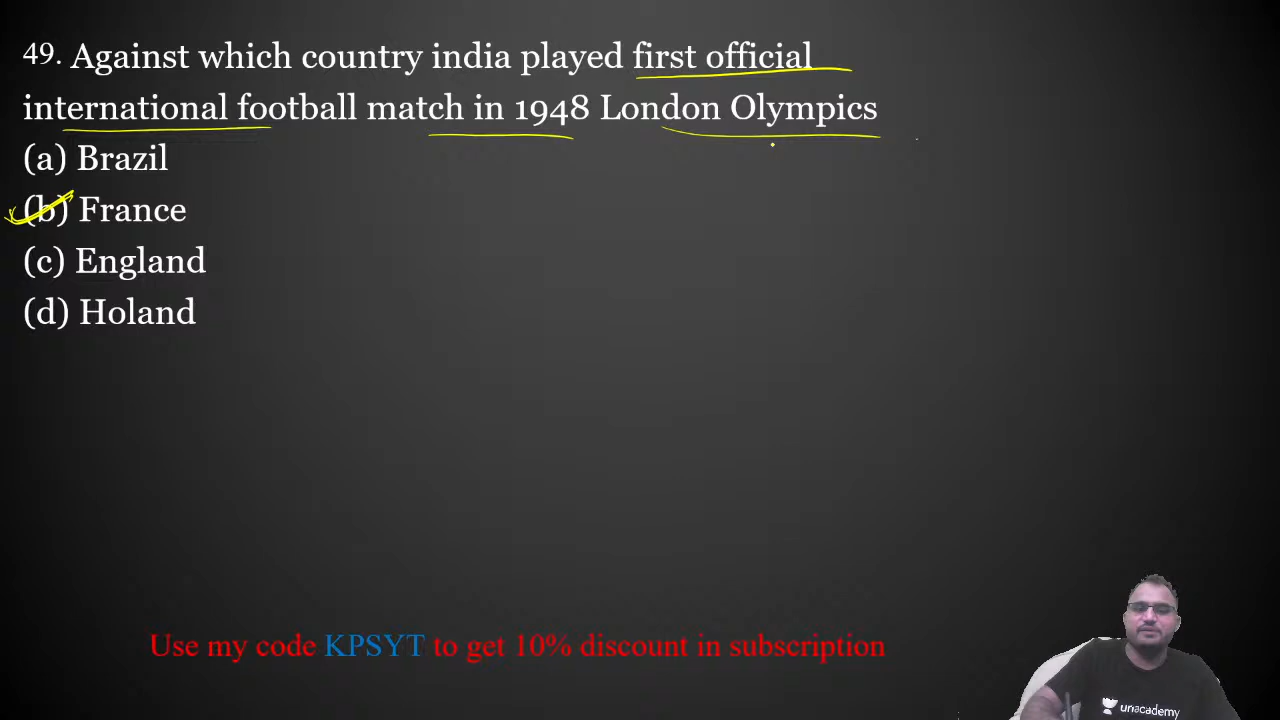 49. Against which country india played first official
international football match in 1948 London Olympics
(a) Brazil
(b) France
(c) England
(d) Holand
Use my code KPSYT to get 10% discount in subscription
unacademy